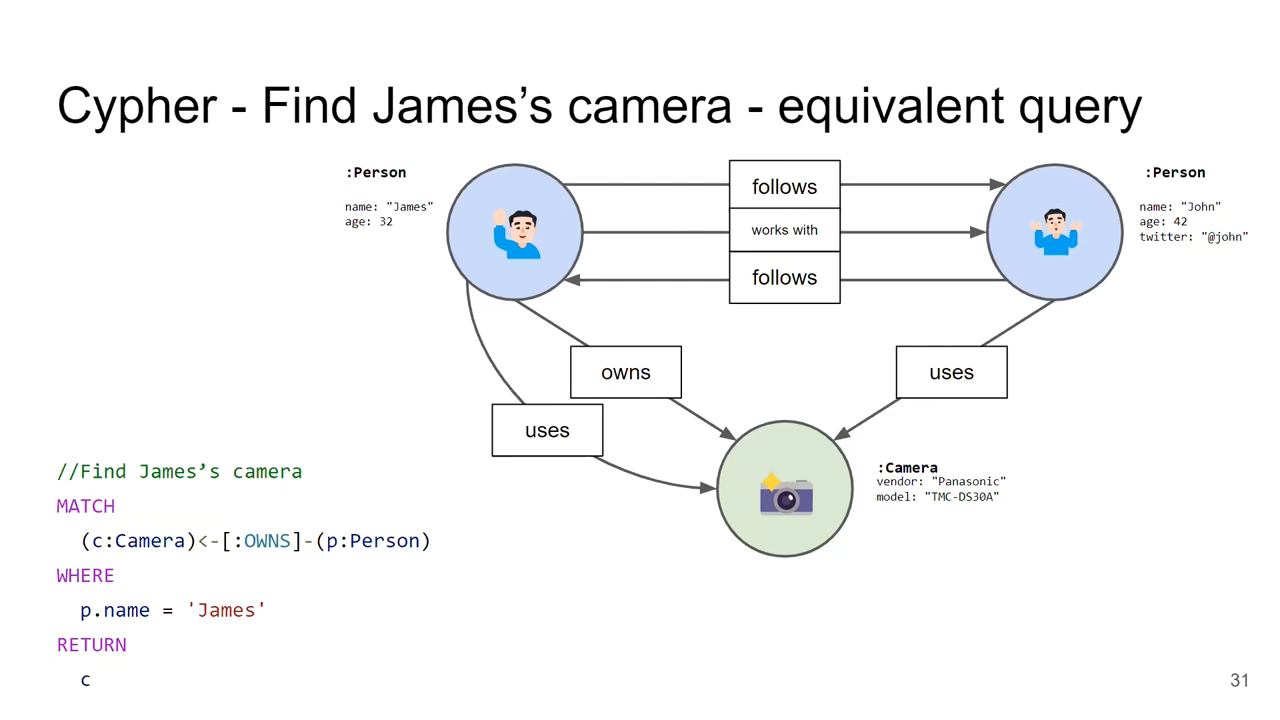 Cypher - Find James’s camera - equivalent query
:Person
name: "James"
age: 32
follows
works with
follows
:Person
name: "John"
age: 42
twitter: "@john"
owns
uses
uses
:Camera
vendor: "Panasonic"
model: "TMC-DS30A"
//Find James’s camera
MATCH
(c:Camera)<-[:OWNS]-(p:Person)
WHERE
p.name = 'James'
RETURN
c
31